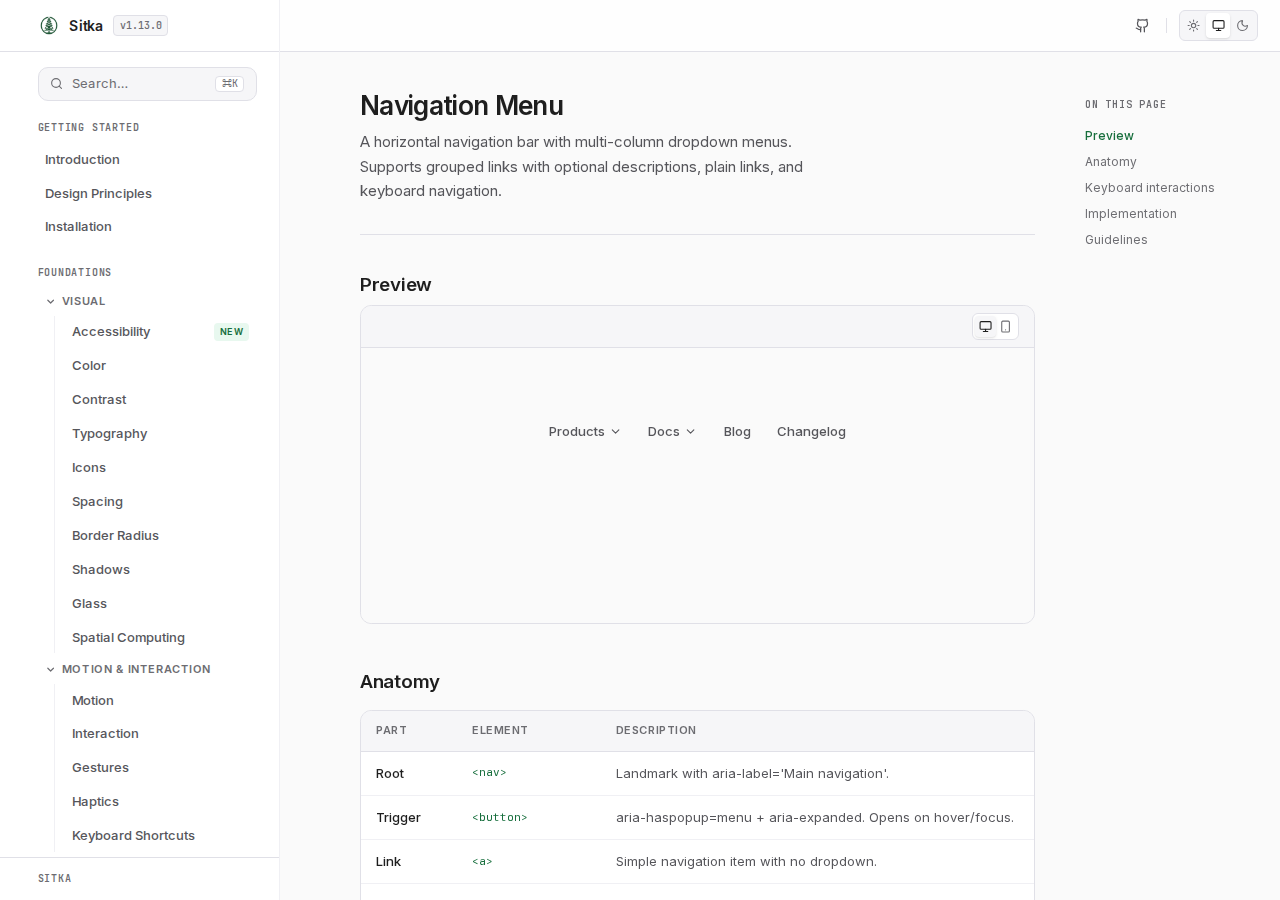 Sitka v1.13.0
Search... ⌘K
GETTING STARTED
Introduction
Design Principles
Installation
FOUNDATIONS
VISUAL
Accessibility NEW
Color
Contrast
Typography
Icons
Spacing
Border Radius
Shadows
Glass
Spatial Computing
MOTION & INTERACTION
Motion
Interaction
Gestures
Haptics
Keyboard Shortcuts
SITKA
Navigation Menu
A horizontal navigation bar with multi-column dropdown menus.
Supports grouped links with optional descriptions, plain links, and
keyboard navigation.
Preview
Products Docs Blog Changelog
Anatomy
PART ELEMENT DESCRIPTION
Root <nav> Landmark with aria-label='Main navigation'.
Trigger <button> aria-haspopup=menu + aria-expanded. Opens on hover/focus.
Link <a> Simple navigation item with no dropdown.
ON THIS PAGE
Preview
Anatomy
Keyboard interactions
Implementation
Guidelines